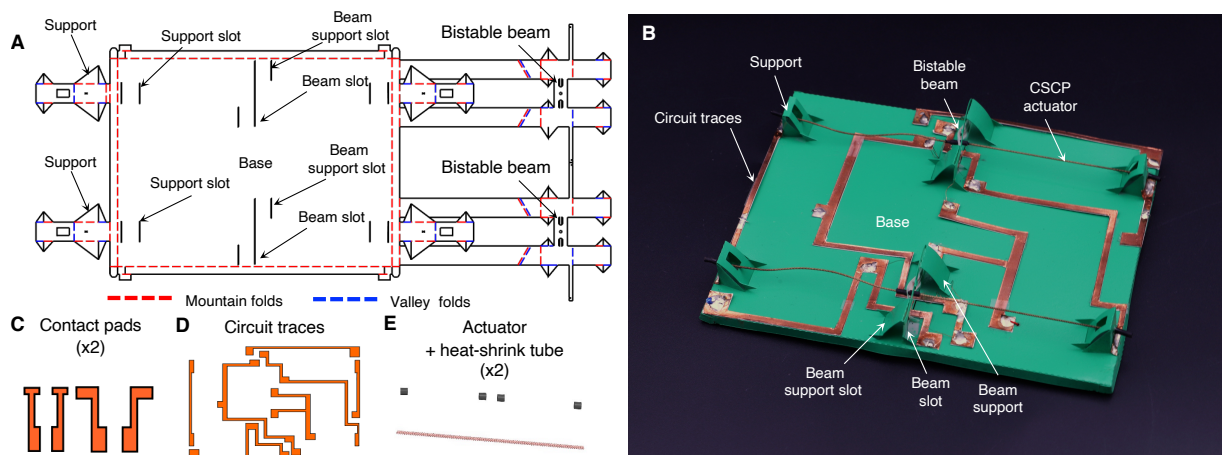 A
Support
Support slot
Beam
support slot
Bistable beam
Beam slot
Base
Support
Support slot
Beam
support slot
Bistable beam
Beam slot
Mountain folds
Valley folds
B
Support
Bistable
beam
CSCP
actuator
Circuit traces
Base
Beam
support slot
Beam
slot
Beam
support
C
Contact pads
(x2)
D
Circuit traces
E
Actuator
+ heat-shrink tube
(x2)